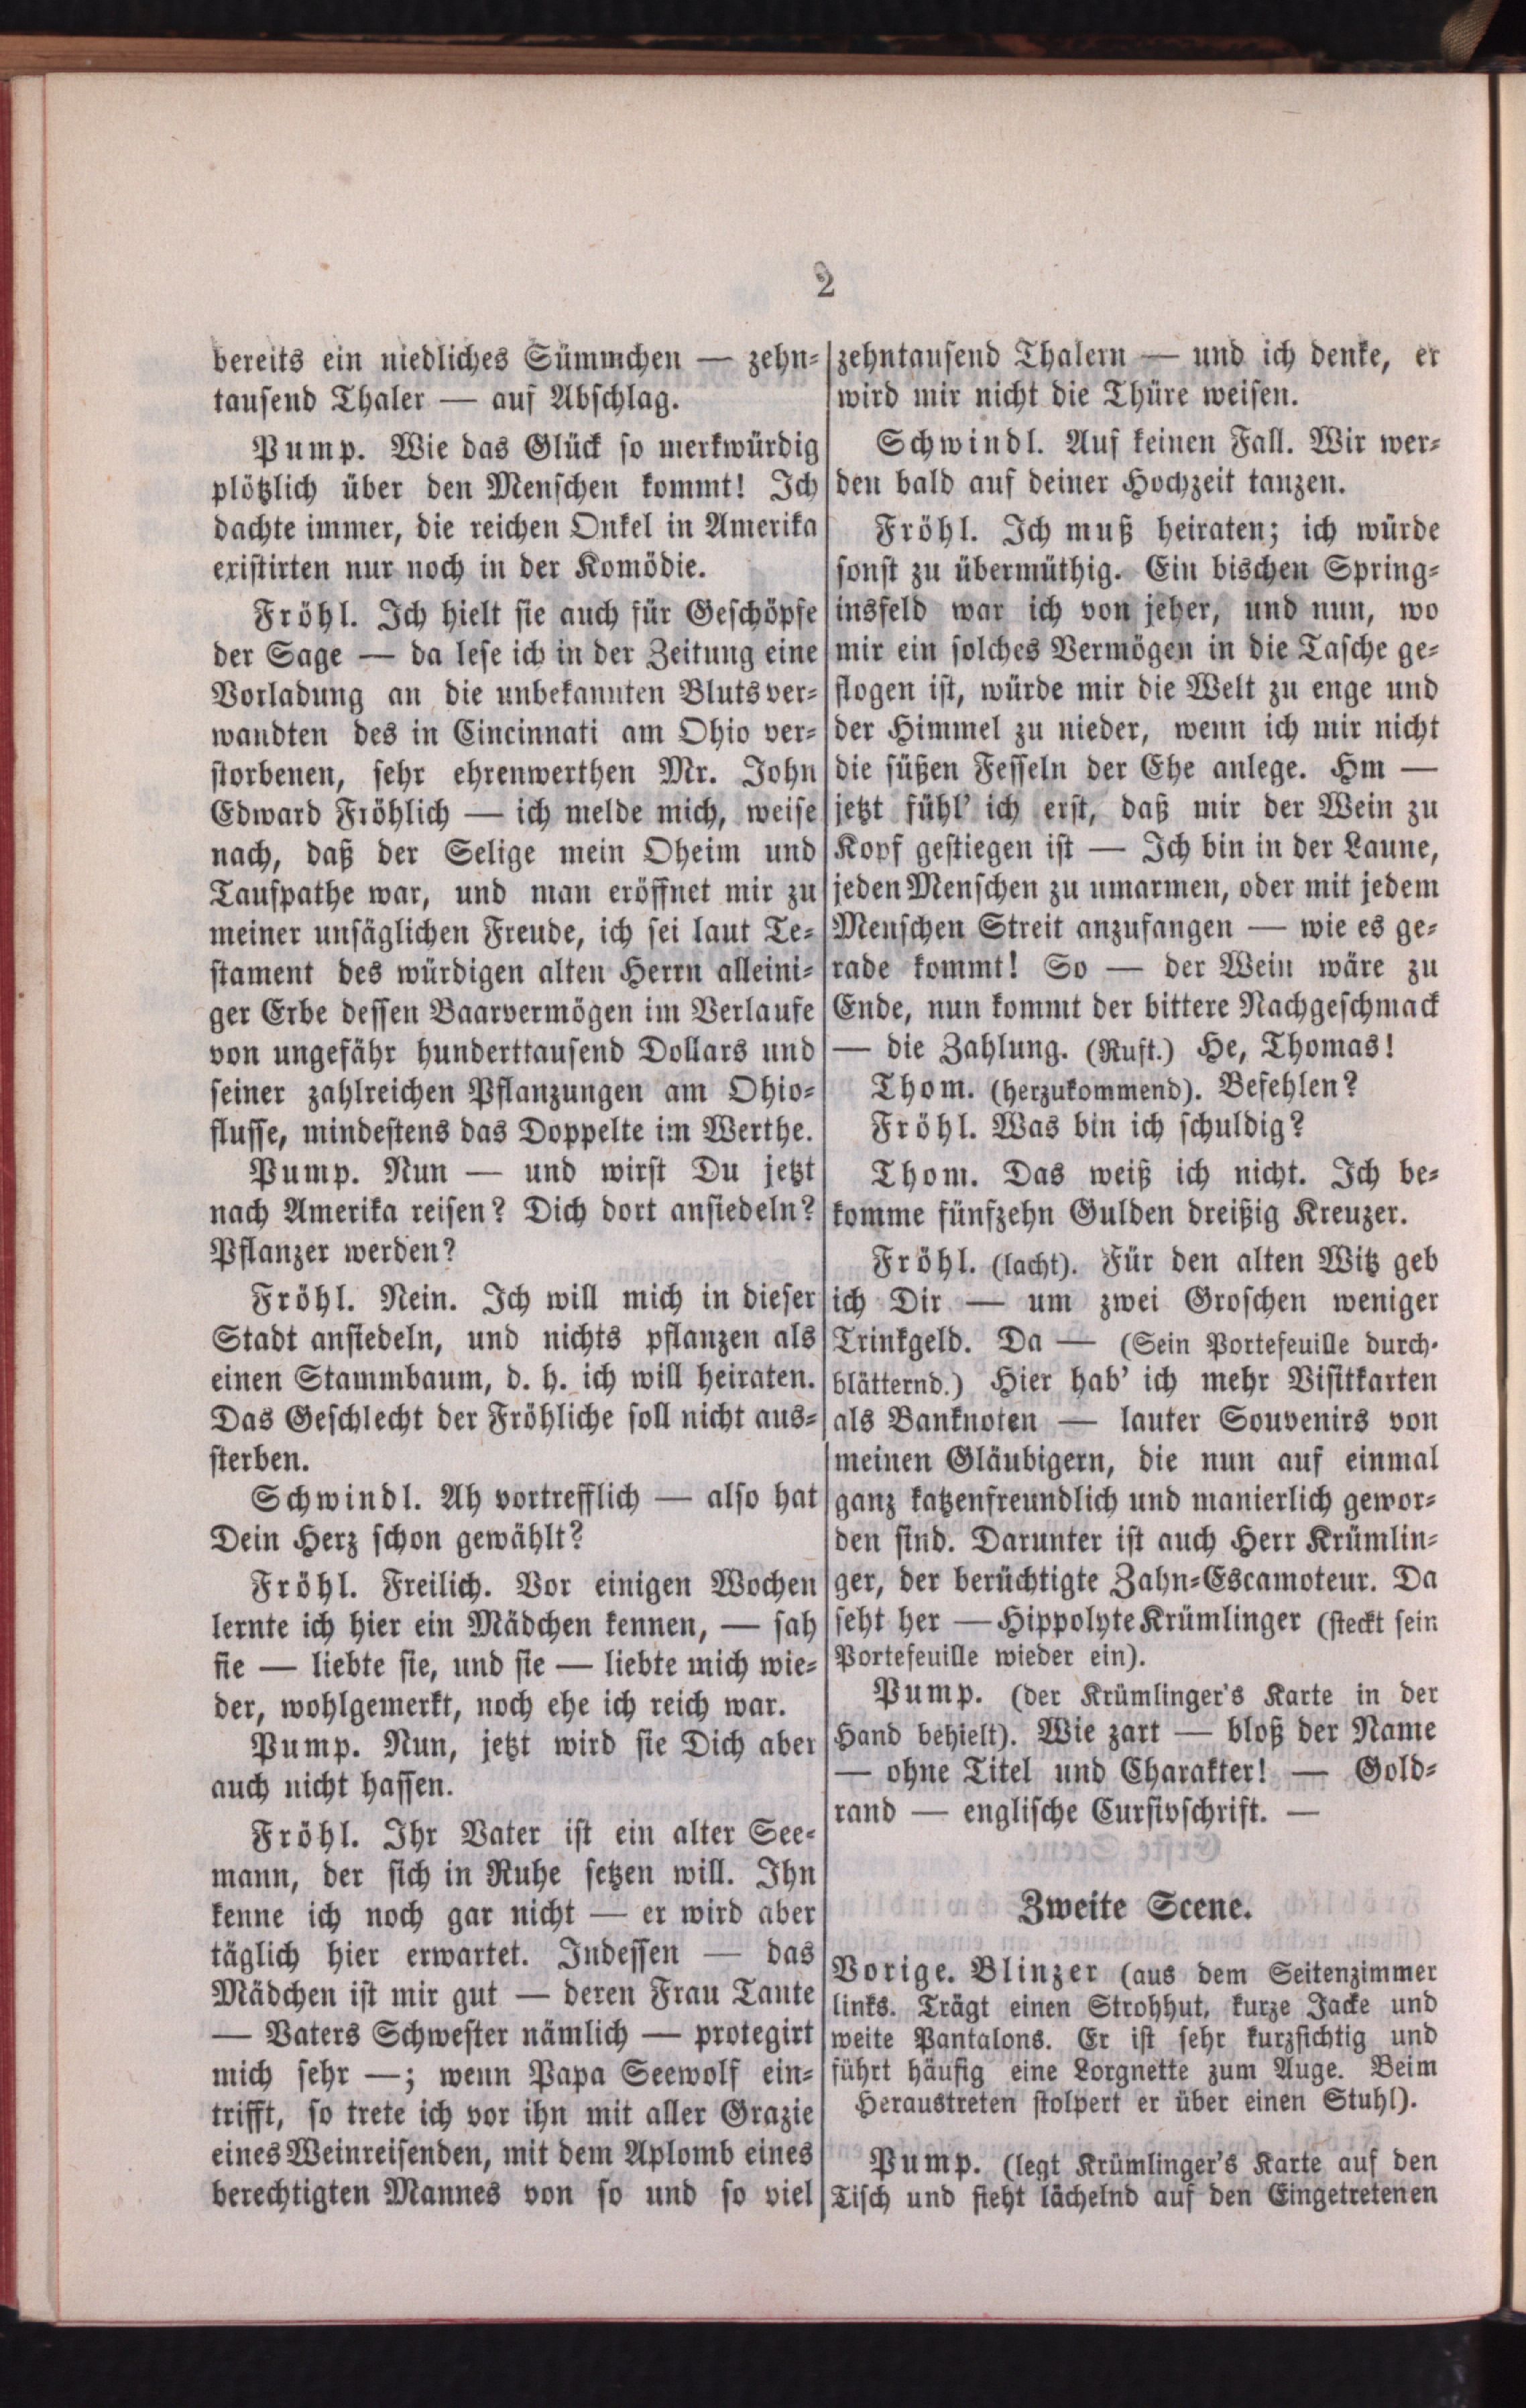 2
bereits ein niedliches Sümmchen — zehn-
tausend Thaler — auf Abschlag.
Pump. Wie das Glück so merkwürdig
plötzlich über den Menschen kommt! Ich
dachte immer, die reichen Onkel in Amerika
existirten nur noch in der Komödie.
Fröhl. Ich hielt sie auch für Geschöpfe
der Sage — da lese ich in der Zeitung eine
Vorladung an die unbekannten Blutsver-
wandten des in Cincinnati am Ohio ver-
storbenen, sehr ehrenwerthen Mr. John
Edward Fröhlich — ich melde mich, weise
nach, daß der Selige mein Oheim und
Taufpathe war, und man eröffnet mir zu
meiner unsäglichen Freude, ich sei laut Te-
stament des würdigen alten Herrn alleini-
ger Erbe dessen Baarvermögen im Verlaufe
von ungefähr hunderttausend Dollars und
seiner zahlreichen Pflanzungen am Ohio-
flusse, mindestens das Doppelte im Werthe.
Pump. Nun — und wirst Du jetzt
nach Amerika reisen? Dich dort ansiedeln?
Pflanzer werden?
Fröhl. Nein. Ich will mich in dieser
Stadt ansiedeln, und nichts pflanzen als
einen Stammbaum, d. h. ich will heiraten.
Das Geschlecht der Fröhliche soll nicht aus-
sterben.
Schwindl. Ah vortrefflich — also hat
Dein Herz schon gewählt?
Fröhl. Freilich. Vor einigen Wochen
lernte ich hier ein Mädchen kennen, — sah
sie — liebte sie, und sie — liebte mich wie-
der, wohlgemerkt, noch ehe ich reich war.
Pump. Nun, jetzt wird sie Dich aber
auch nicht hassen.
Fröhl. Ihr Vater ist ein alter See-
mann, der sich in Ruhe setzen will. Ihn
kenne ich noch gar nicht — er wird aber
täglich hier erwartet. Indessen — das
Mädchen ist mir gut — deren Frau Tante
— Vaters Schwester nämlich — protegirt
mich sehr —; wenn Papa Seewolf ein-
trifft, so trete ich vor ihn mit aller Grazie
eines Weinreisenden, mit dem Aplomb eines
berechtigten Mannes von so und so viel
zehntausend Thalern — und ich denke, er
wird mir nicht die Thüre weisen.
Schwindl. Auf keinen Fall. Wir wer-
den bald auf deiner Hochzeit tanzen.
Fröhl. Ich muß heiraten; ich würde
sonst zu übermüthig. Ein bischen Spring-
insfeld war ich von jeher, und nun, wo
mir ein solches Vermögen in die Tasche ge-
flogen ist, würde mir die Welt zu enge und
der Himmel zu nieder, wenn ich mir nicht
die süßen Fesseln der Ehe anlege. Hm —
jetzt fühl' ich erst, daß mir der Wein zu
Kopf gestiegen ist — Ich bin in der Laune,
jeden Menschen zu umarmen, oder mit jedem
Menschen Streit anzufangen — wie es ge-
rade kommt! So — der Wein wäre zu
Ende, nun kommt der bittere Nachgeschmack
— die Zahlung. (Ruft.) He, Thomas!
Thom. (herzukommend). Befehlen?
Fröhl. Was bin ich schuldig?
Thom. Das weiß ich nicht. Ich be-
komme fünfzehn Gulden dreißig Kreuzer.
Fröhl. (lacht). Für den alten Witz geb
ich Dir — um zwei Groschen weniger
Trinkgeld. Da — (Sein Portefeuille durch-
blätternd.) Hier hab' ich mehr Visitkarten
als Banknoten — lauter Souvenirs von
meinen Gläubigern, die nun auf einmal
ganz katzenfreundlich und manierlich gewor-
den sind. Darunter ist auch Herr Krümlin-
ger, der berüchtigte Zahn-Escamoteur. Da
seht her — Hippolyte Krümlinger (steckt sein
Portefeuille wieder ein).
Pump. (der Krümlinger's Karte in der
Hand behielt). Wie zart — bloß der Name
— ohne Titel und Charakter! — Gold-
rand — englische Cursivschrift. —
Zweite Scene.
Vorige. Blinzer (aus dem Seitenzimmer
links. Trägt einen Strohhut, kurze Jacke und
weite Pantalons. Er ist sehr kurzsichtig und
führt häufig eine Lorgnette zum Auge. Beim
Heraustreten stolpert er über einen Stuhl).
Pump. (legt Krümlinger's Karte auf den
Tisch und sieht lächelnd auf den Eingetretenen